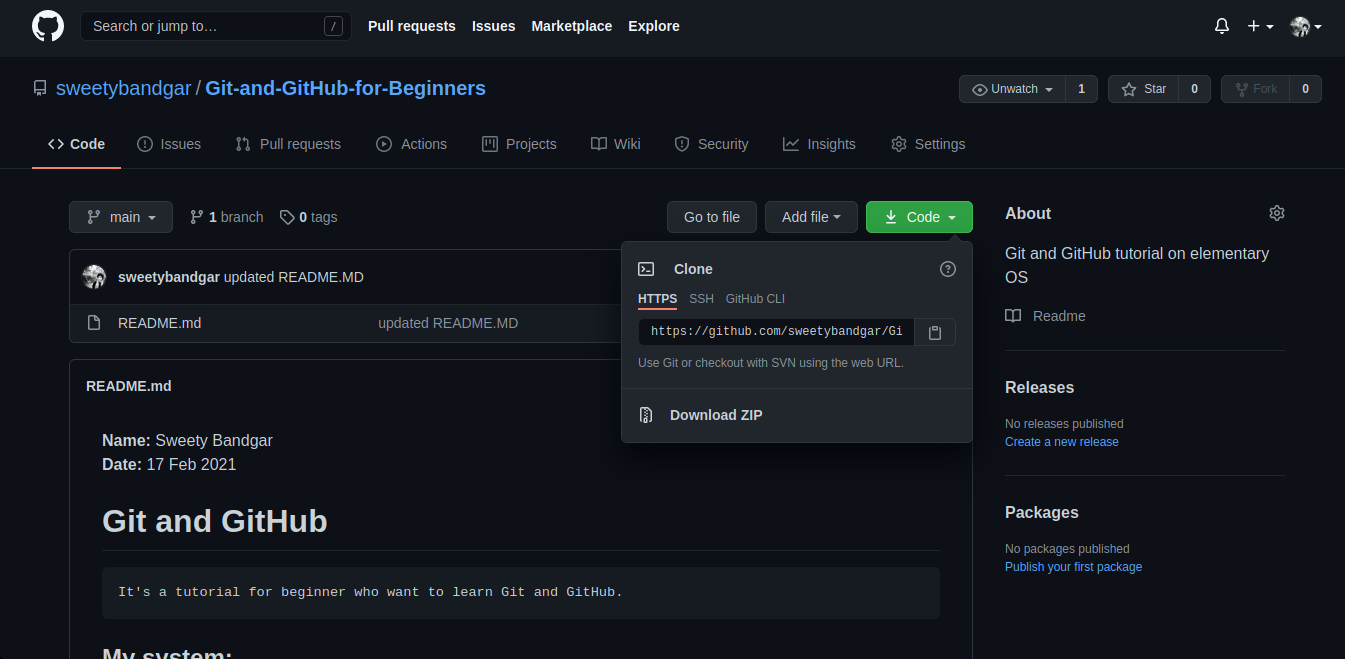 Search or jump to… /
Pull requests Issues Marketplace Explore
sweetybandgar / Git-and-GitHub-for-Beginners
Unwatch 1 Star 0 Fork 0
Code Issues Pull requests Actions Projects Wiki Security Insights Settings
main 1 branch 0 tags
Go to file Add file Code
sweetybandgar updated README.MD
README.md updated README.MD
Clone
HTTPS SSH GitHub CLI
https://github.com/sweetybandgar/Gi
Use Git or checkout with SVN using the web URL.
Download ZIP
README.md
Name: Sweety Bandgar
Date: 17 Feb 2021
Git and GitHub
It's a tutorial for beginner who want to learn Git and GitHub.
My system:
About
Git and GitHub tutorial on elementary
OS
Readme
Releases
No releases published
Create a new release
Packages
No packages published
Publish your first package